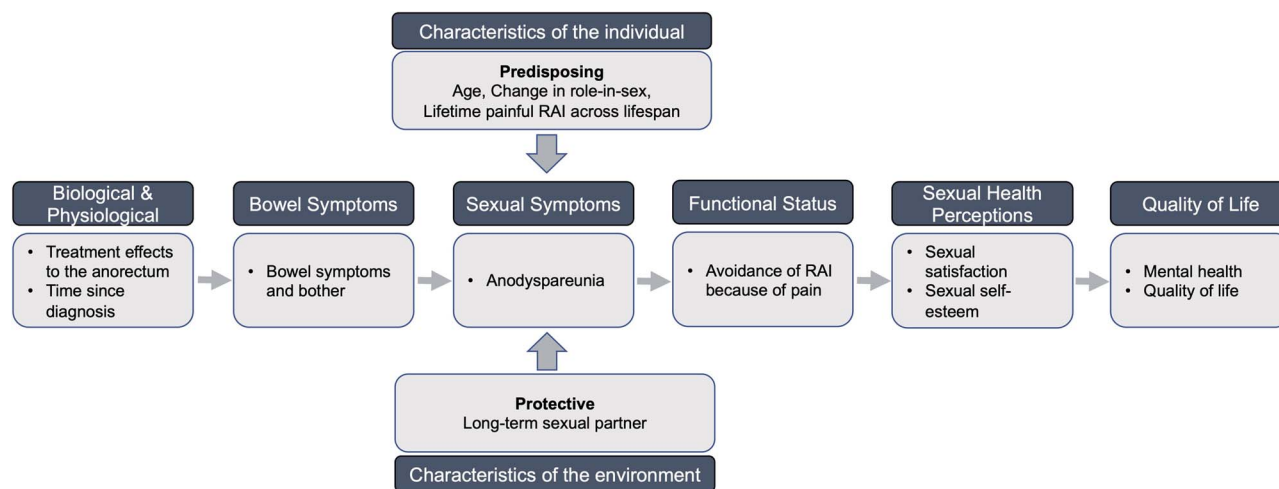 Characteristics of the individual
Predisposing
Age, Change in role-in-sex,
Lifetime painful RAI across lifespan
Biological &
Physiological
• Treatment effects
to the anorectum
• Time since
diagnosis
Bowel Symptoms
• Bowel symptoms
and bother
Sexual Symptoms
• Anodyspareunia
Functional Status
• Avoidance of RAI
because of pain
Sexual Health
Perceptions
• Sexual
satisfaction
• Sexual self-
esteem
Quality of Life
• Mental health
• Quality of life
Protective
Long-term sexual partner
Characteristics of the environment